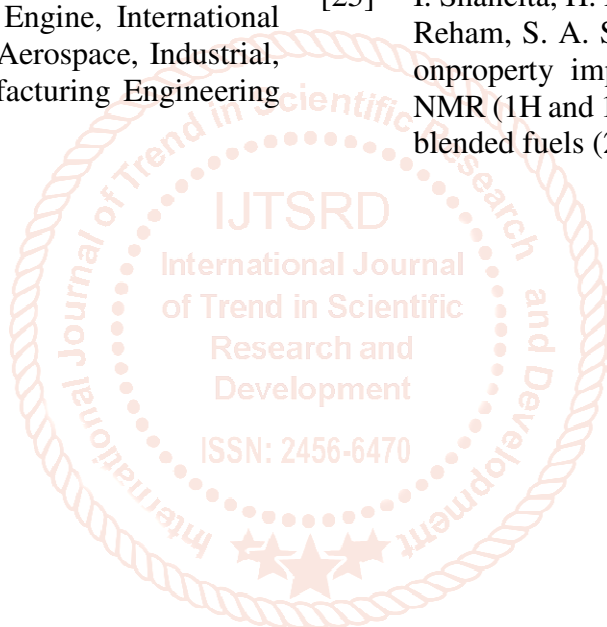 Engine, International
Aerospace, Industrial,
facturing Engineering
[25]
Reham, S. A. S
onproperty imp
NMR (1H and 1
blended fuels (2
International Journal of Trend in Scientific Research and Development
IJTSRD
International Journal
of Trend in Scientific
Research and
Development
ISSN: 2456-6470